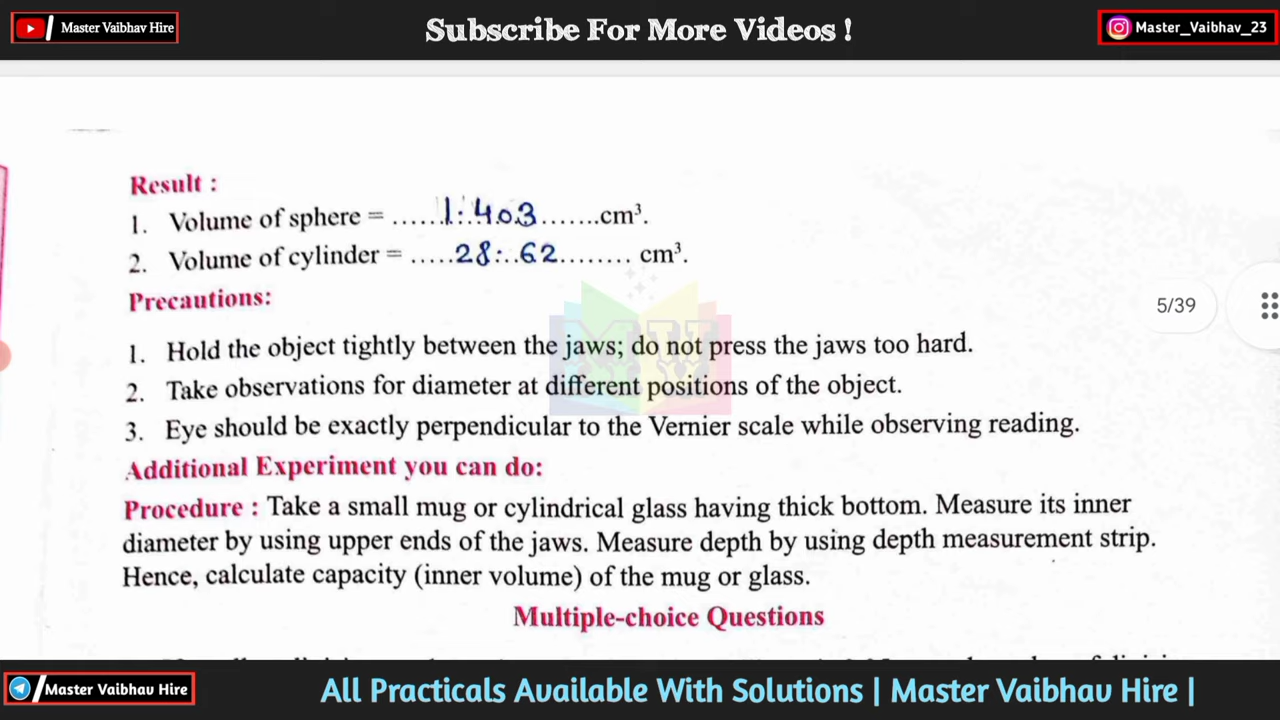 Master Vaibhav Hire
Subscribe For More Videos !
Master_Vaibhav_23
Result :
1. Volume of sphere = ......1.403.......cm³.
2. Volume of cylinder = .....28.62........ cm³.
5/39
Precautions:
1. Hold the object tightly between the jaws; do not press the jaws too hard.
2. Take observations for diameter at different positions of the object.
3. Eye should be exactly perpendicular to the Vernier scale while observing reading.
Additional Experiment you can do:
Procedure : Take a small mug or cylindrical glass having thick bottom. Measure its inner
diameter by using upper ends of the jaws. Measure depth by using depth measurement strip.
Hence, calculate capacity (inner volume) of the mug or glass.
Multiple-choice Questions
Master Vaibhav Hire
All Practicals Available With Solutions | Master Vaibhav Hire |